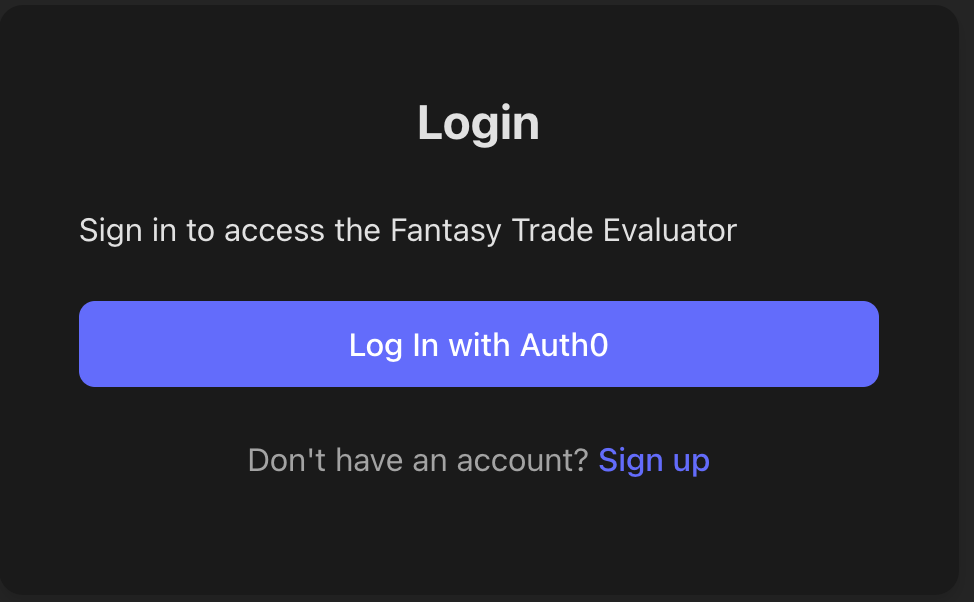 Login
Sign in to access the Fantasy Trade Evaluator
Log In with Auth0
Don't have an account? Sign up